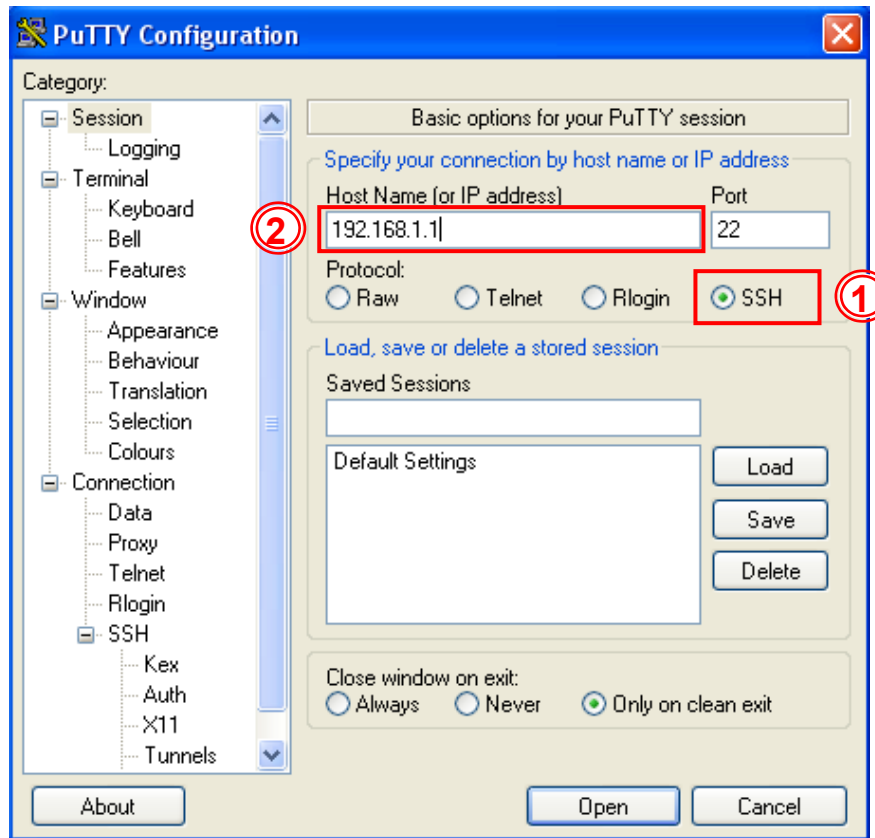 PuTTY Configuration
Category:
Session
Logging
Terminal
Keyboard
Bell
Features
Window
Appearance
Behaviour
Translation
Selection
Colours
Connection
Data
Proxy
Telnet
Rlogin
SSH
Kex
Auth
X11
Tunnels
Basic options for your PuTTY session
Specify your connection by host name or IP address
Host Name (or IP address) Port
② 192.168.1.1 22
Protocol:
Raw Telnet Rlogin SSH ①
Load, save or delete a stored session
Saved Sessions
Default Settings
Load
Save
Delete
Close window on exit:
Always Never Only on clean exit
About Open Cancel